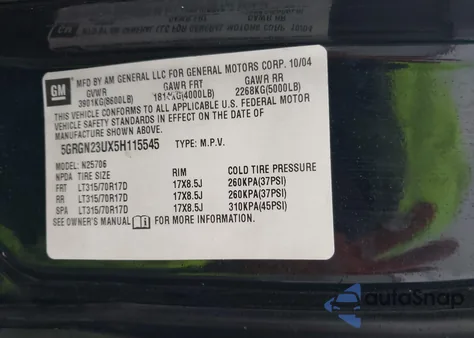 GM
MFD BY AM GENERAL LLC FOR GENERAL MOTORS CORP. 10/04
GVWR GAWR FRT GAWR RR
3901KG(8600LB) 1814KG(4000LB) 2268KG(5000LB)
THIS VEHICLE CONFORMS TO ALL APPLICABLE U.S. FEDERAL MOTOR
VEHICLE SAFETY STANDARDS IN EFFECT ON THE DATE OF
MANUFACTURE SHOWN ABOVE.
5GRGN23UX5H115545 TYPE: M.P.V.
MODEL: N25706
NPDA TIRE SIZE RIM COLD TIRE PRESSURE
FRT LT315/70R17D 17X8.5J 260KPA(37PSI)
RR LT315/70R17D 17X8.5J 260KPA(37PSI)
SPA LT315/70R17D 17X8.5J 310KPA(45PSI)
SEE OWNER'S MANUAL FOR MORE INFORMATION.
autoSnap